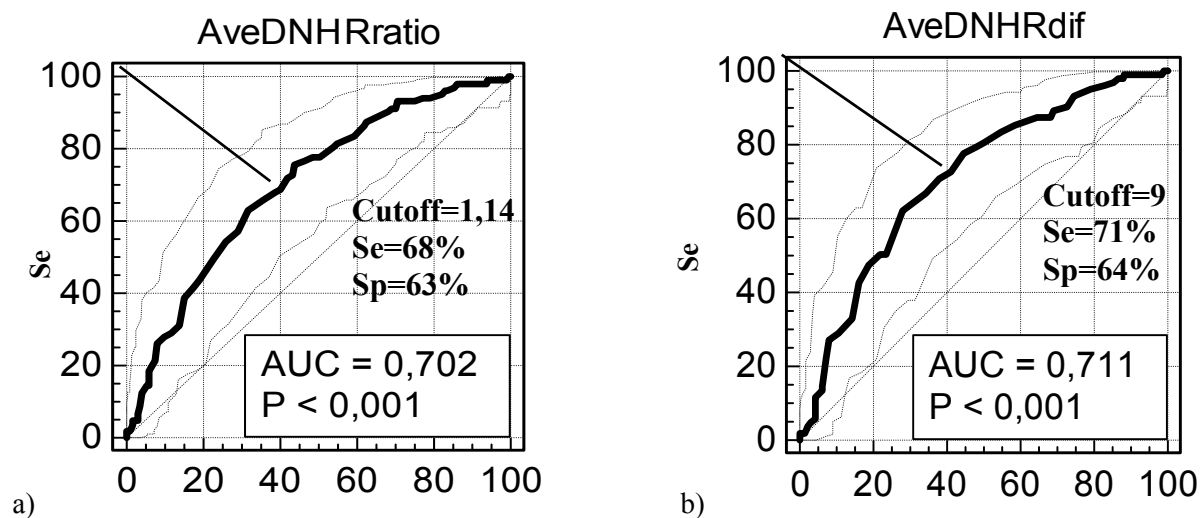 AveDNHRratio
100
80
60
40
20
0
Se
Cutoff=1,14
Se=68%
Sp=63%
AUC = 0,702
P < 0,001
0 20 40 60 80 100
a)
AveDNHRdif
100
80
60
40
20
0
Se
Cutoff=9
Se=71%
Sp=64%
AUC = 0,711
P < 0,001
0 20 40 60 80 100
b)